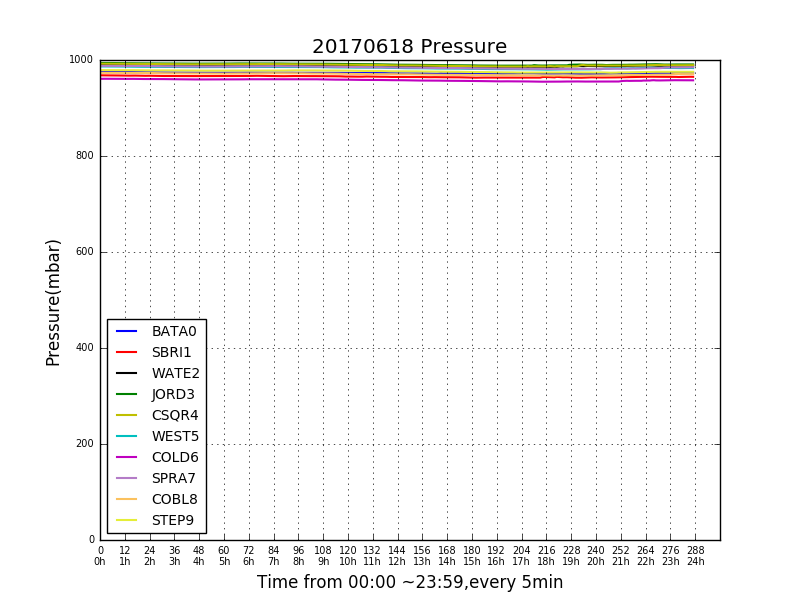 20170618 Pressure
1000
800
600
400
200
0
Pressure(mbar)
BATA0
SBRI1
WATE2
JORD3
CSQR4
WEST5
COLD6
SPRA7
COBL8
STEP9
0 12 24 36 48 60 72 84 96 108 120 132 144 156 168 180 192 204 216 228 240 252 264 276 288
0h 1h 2h 3h 4h 5h 6h 7h 8h 9h 10h 11h 12h 13h 14h 15h 16h 17h 18h 19h 20h 21h 22h 23h 24h
Time from 00:00 ~23:59,every 5min